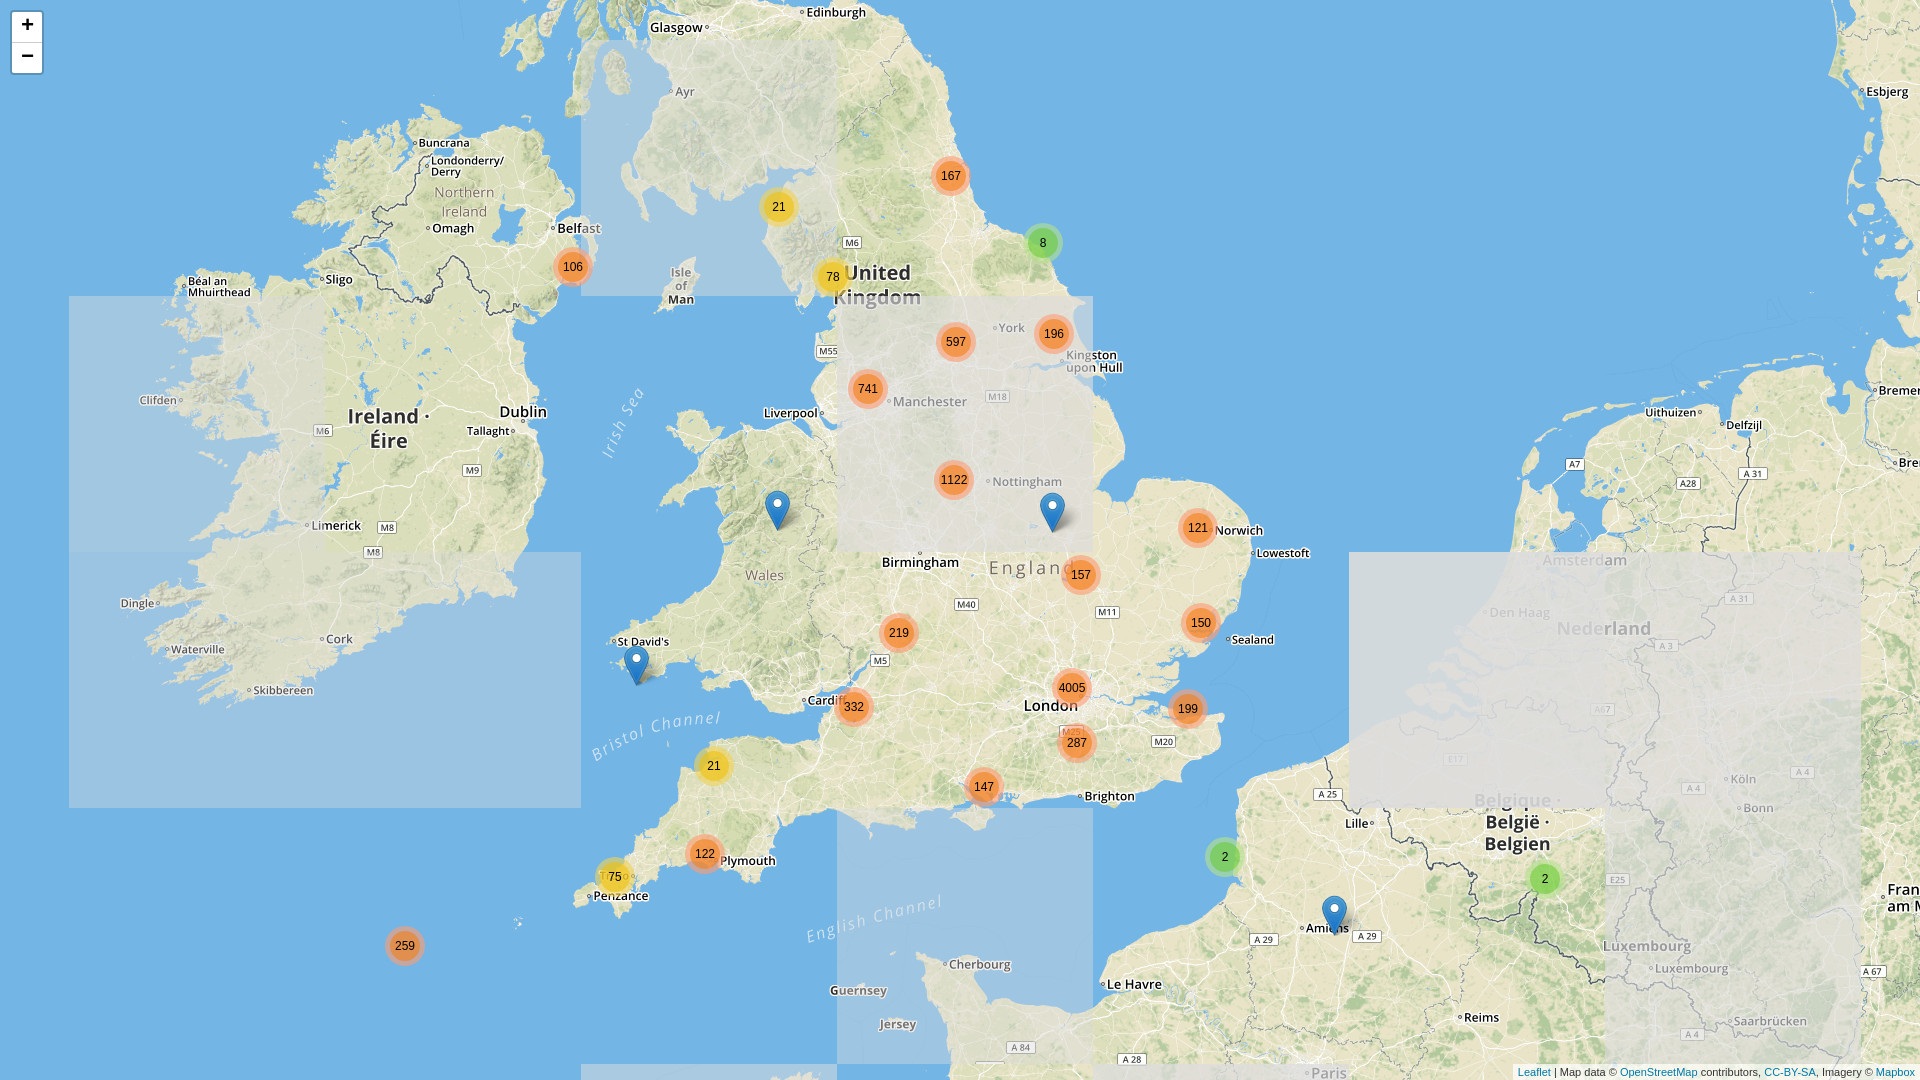 +
−
Edinburgh
Glasgow
Ayr
Esbjerg
Buncrana
Londonderry/
Derry
167
Northern
Ireland
21
Omagh
Belfast
M6
8
106
78
United
Kingdom
Isle
of
Man
Sligo
Béal an
Mhuirthead
York
196
597
M55
Kingston
upon Hull
741
Manchester
M18
Clifden
Irish Sea
Liverpool
Ireland ·
Éire
Dublin
Tallaght
M6
M9
Uithuizen
Delfzijl
Bremer
A7
A 31
A28
Bre
1122
Nottingham
Limerick
M8
M8
121
Norwich
Lowestoft
Birmingham
England
157
Wales
Amsterdam
A 31
Dingle
M40
M11
Den Haag
Nederland
219
150
Sealand
Cork
Waterville
St David's
M5
A 3
Skibbereen
4005
Cardiff
332
London
199
A67
Bristol Channel
M25
287
M20
21
E17
Köln
A 4
A 4
147
Brighton
A 25
Bonn
Belgique ·
België ·
Belgien
Lille
122
Plymouth
2
75
Penzance
2
E25
Fran
am M
English Channel
Amiens
A 29
A 29
259
Luxembourg
Luxembourg
Cherbourg
A 67
Guernsey
Le Havre
Jersey
Reims
Saarbrücken
A 4
A 84
A 28
Paris
Leaflet | Map data © OpenStreetMap contributors, CC-BY-SA, Imagery © Mapbox